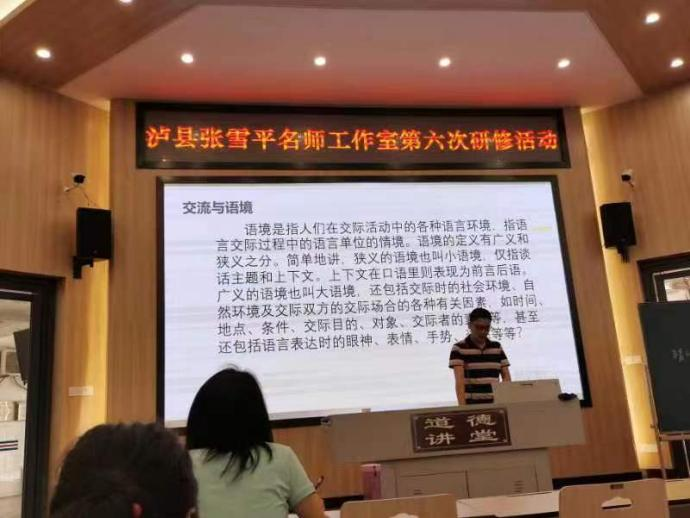 泸县张雪平名师工作室第六次研修活动
交流与语境
语境是指人们在交际活动中的各种语言环境，指语
言交际过程中的语言单位的情境。语境的定义有广义和
狭义之分。简单地讲，狭义的语境也叫小语境，仅指谈
话主题和上下文。上下文在口语里则表现为前言后语。
广义的语境也叫大语境，还包括交际时的社会环境、自
然环境及交际双方的交际场合的各种有关因素，如时间、
地点、条件、交际目的、对象、交际者的 等，甚至
还包括语言表达时的眼神、表情、手势、 等等？
道德
讲堂